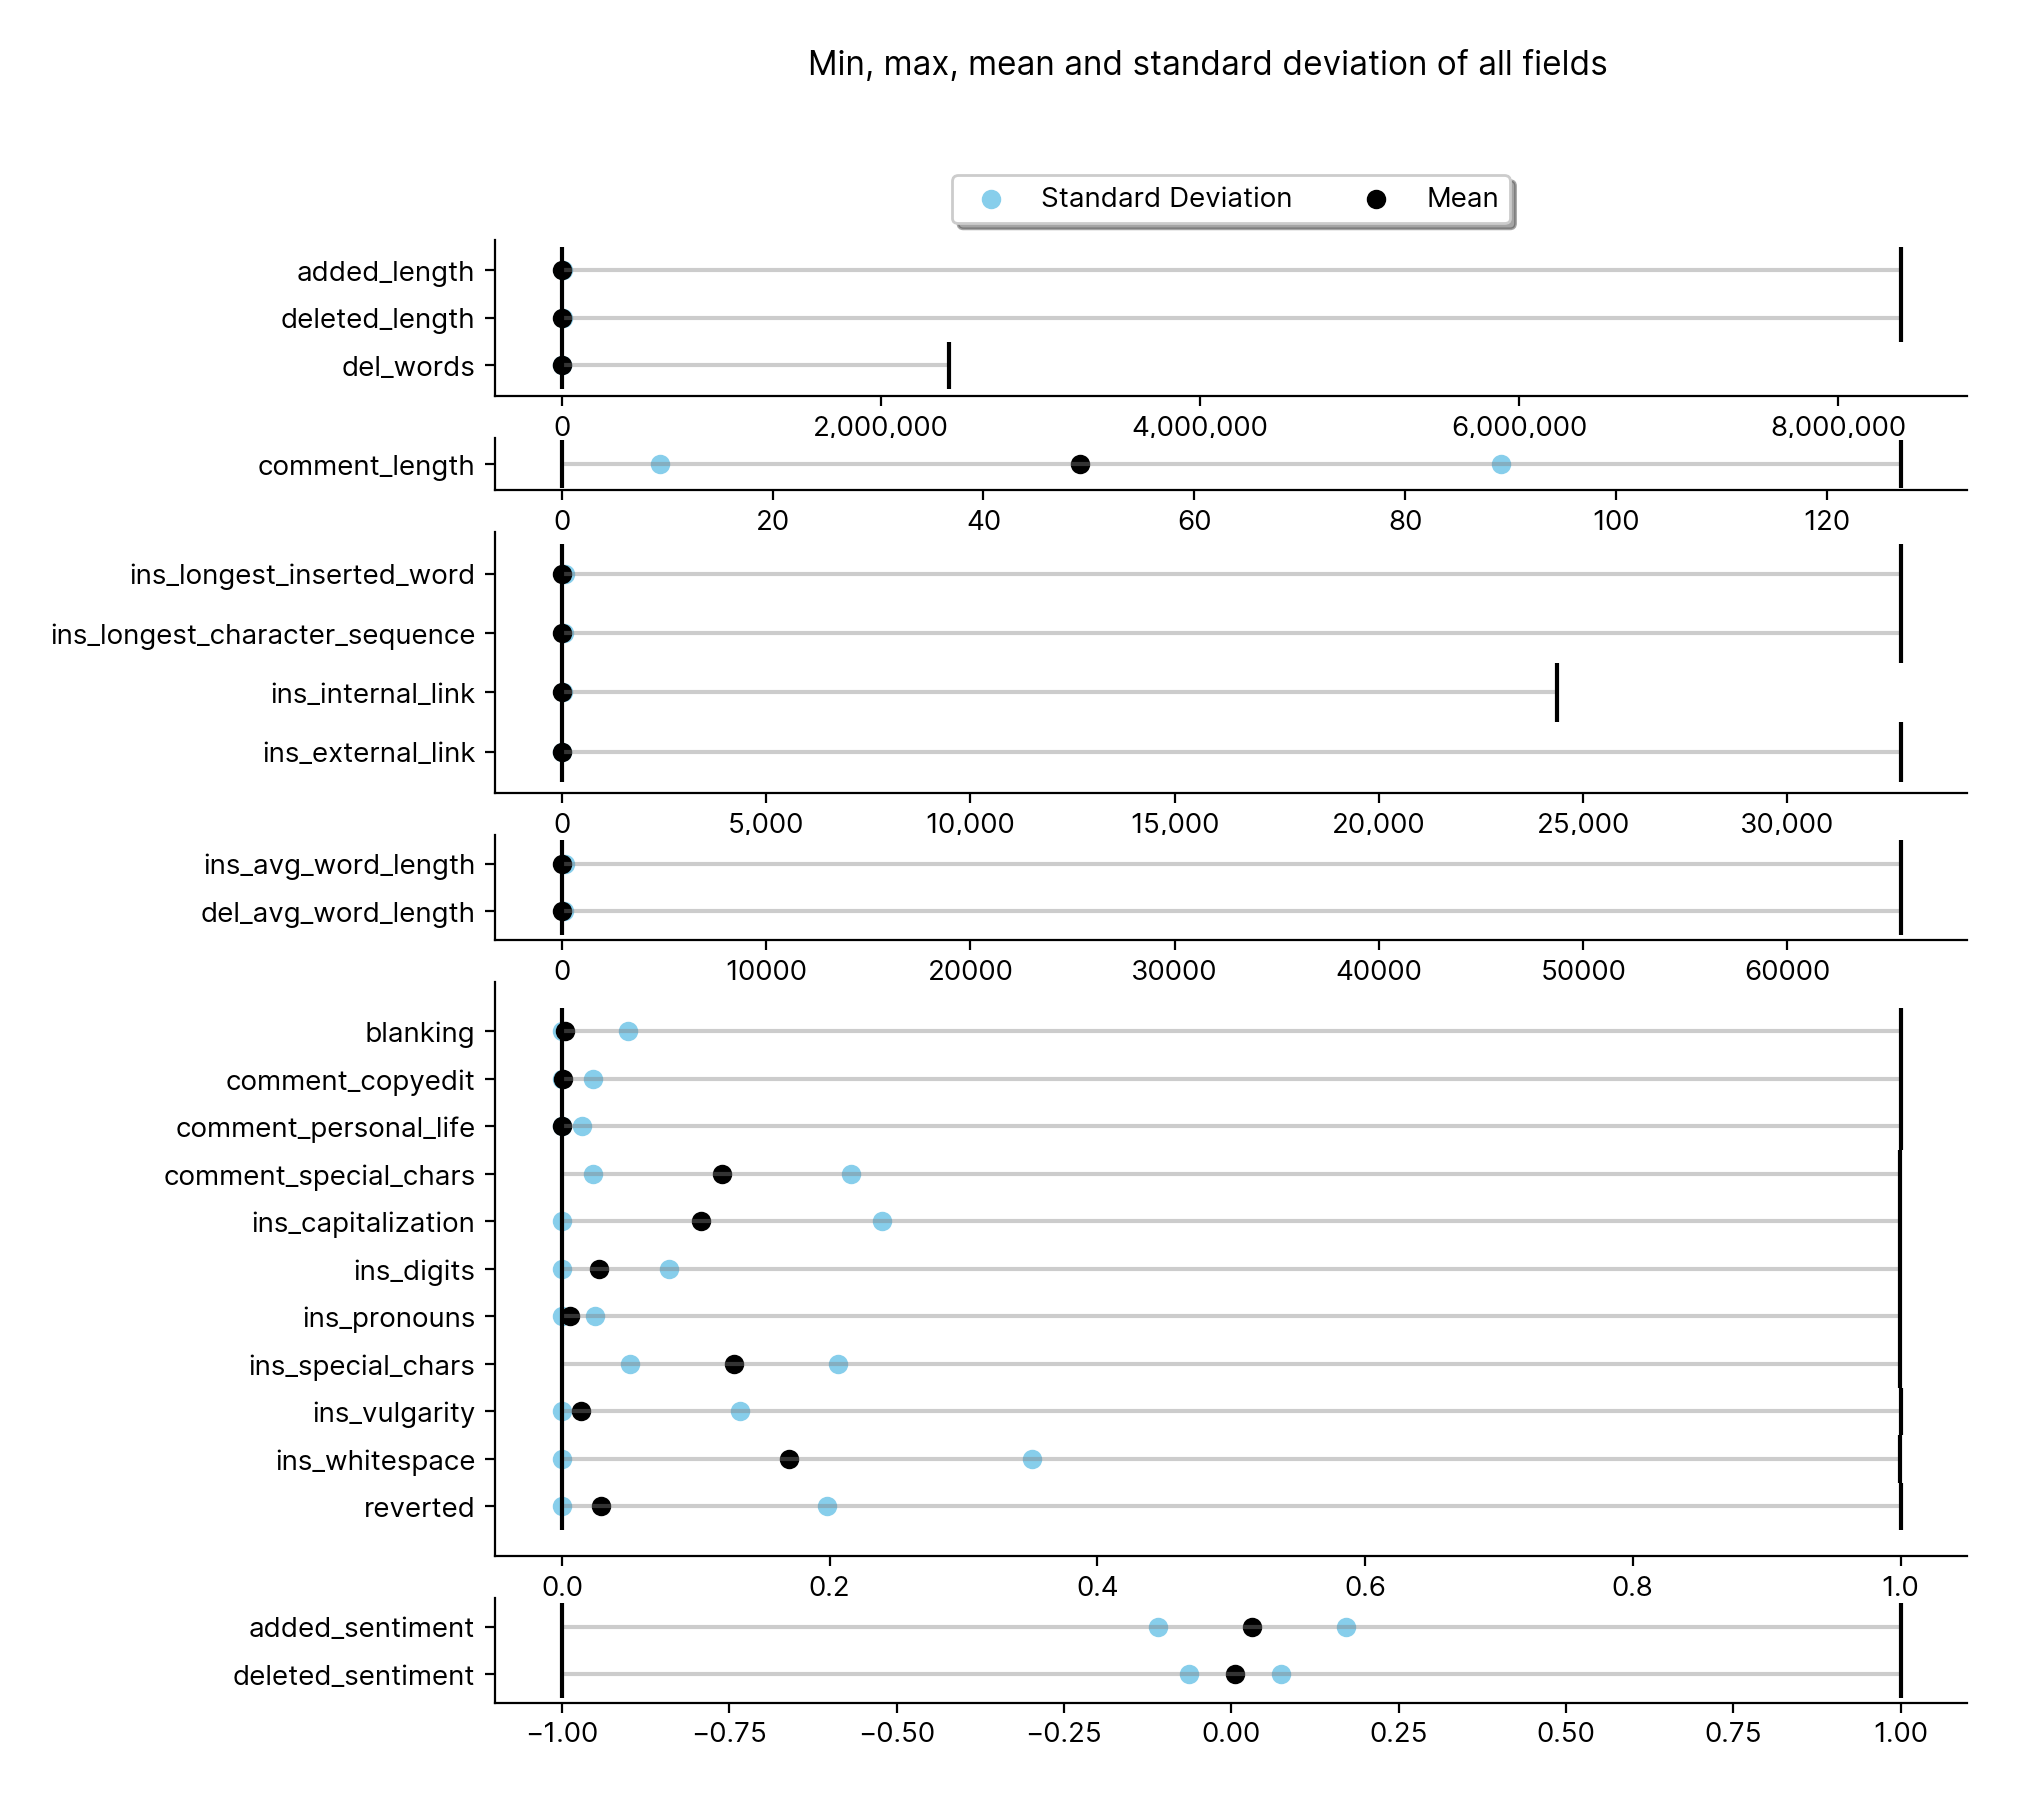 Min, max, mean and standard deviation of all fields
Standard Deviation Mean
added_length
deleted_length
del_words
0 2,000,000 4,000,000 6,000,000 8,000,000
comment_length
0 20 40 60 80 100 120
ins_longest_inserted_word
ins_longest_character_sequence
ins_internal_link
ins_external_link
0 5,000 10,000 15,000 20,000 25,000 30,000
ins_avg_word_length
del_avg_word_length
0 10000 20000 30000 40000 50000 60000
blanking
comment_copyedit
comment_personal_life
comment_special_chars
ins_capitalization
ins_digits
ins_pronouns
ins_special_chars
ins_vulgarity
ins_whitespace
reverted
0.0 0.2 0.4 0.6 0.8 1.0
added_sentiment
deleted_sentiment
−1.00 −0.75 −0.50 −0.25 0.00 0.25 0.50 0.75 1.00